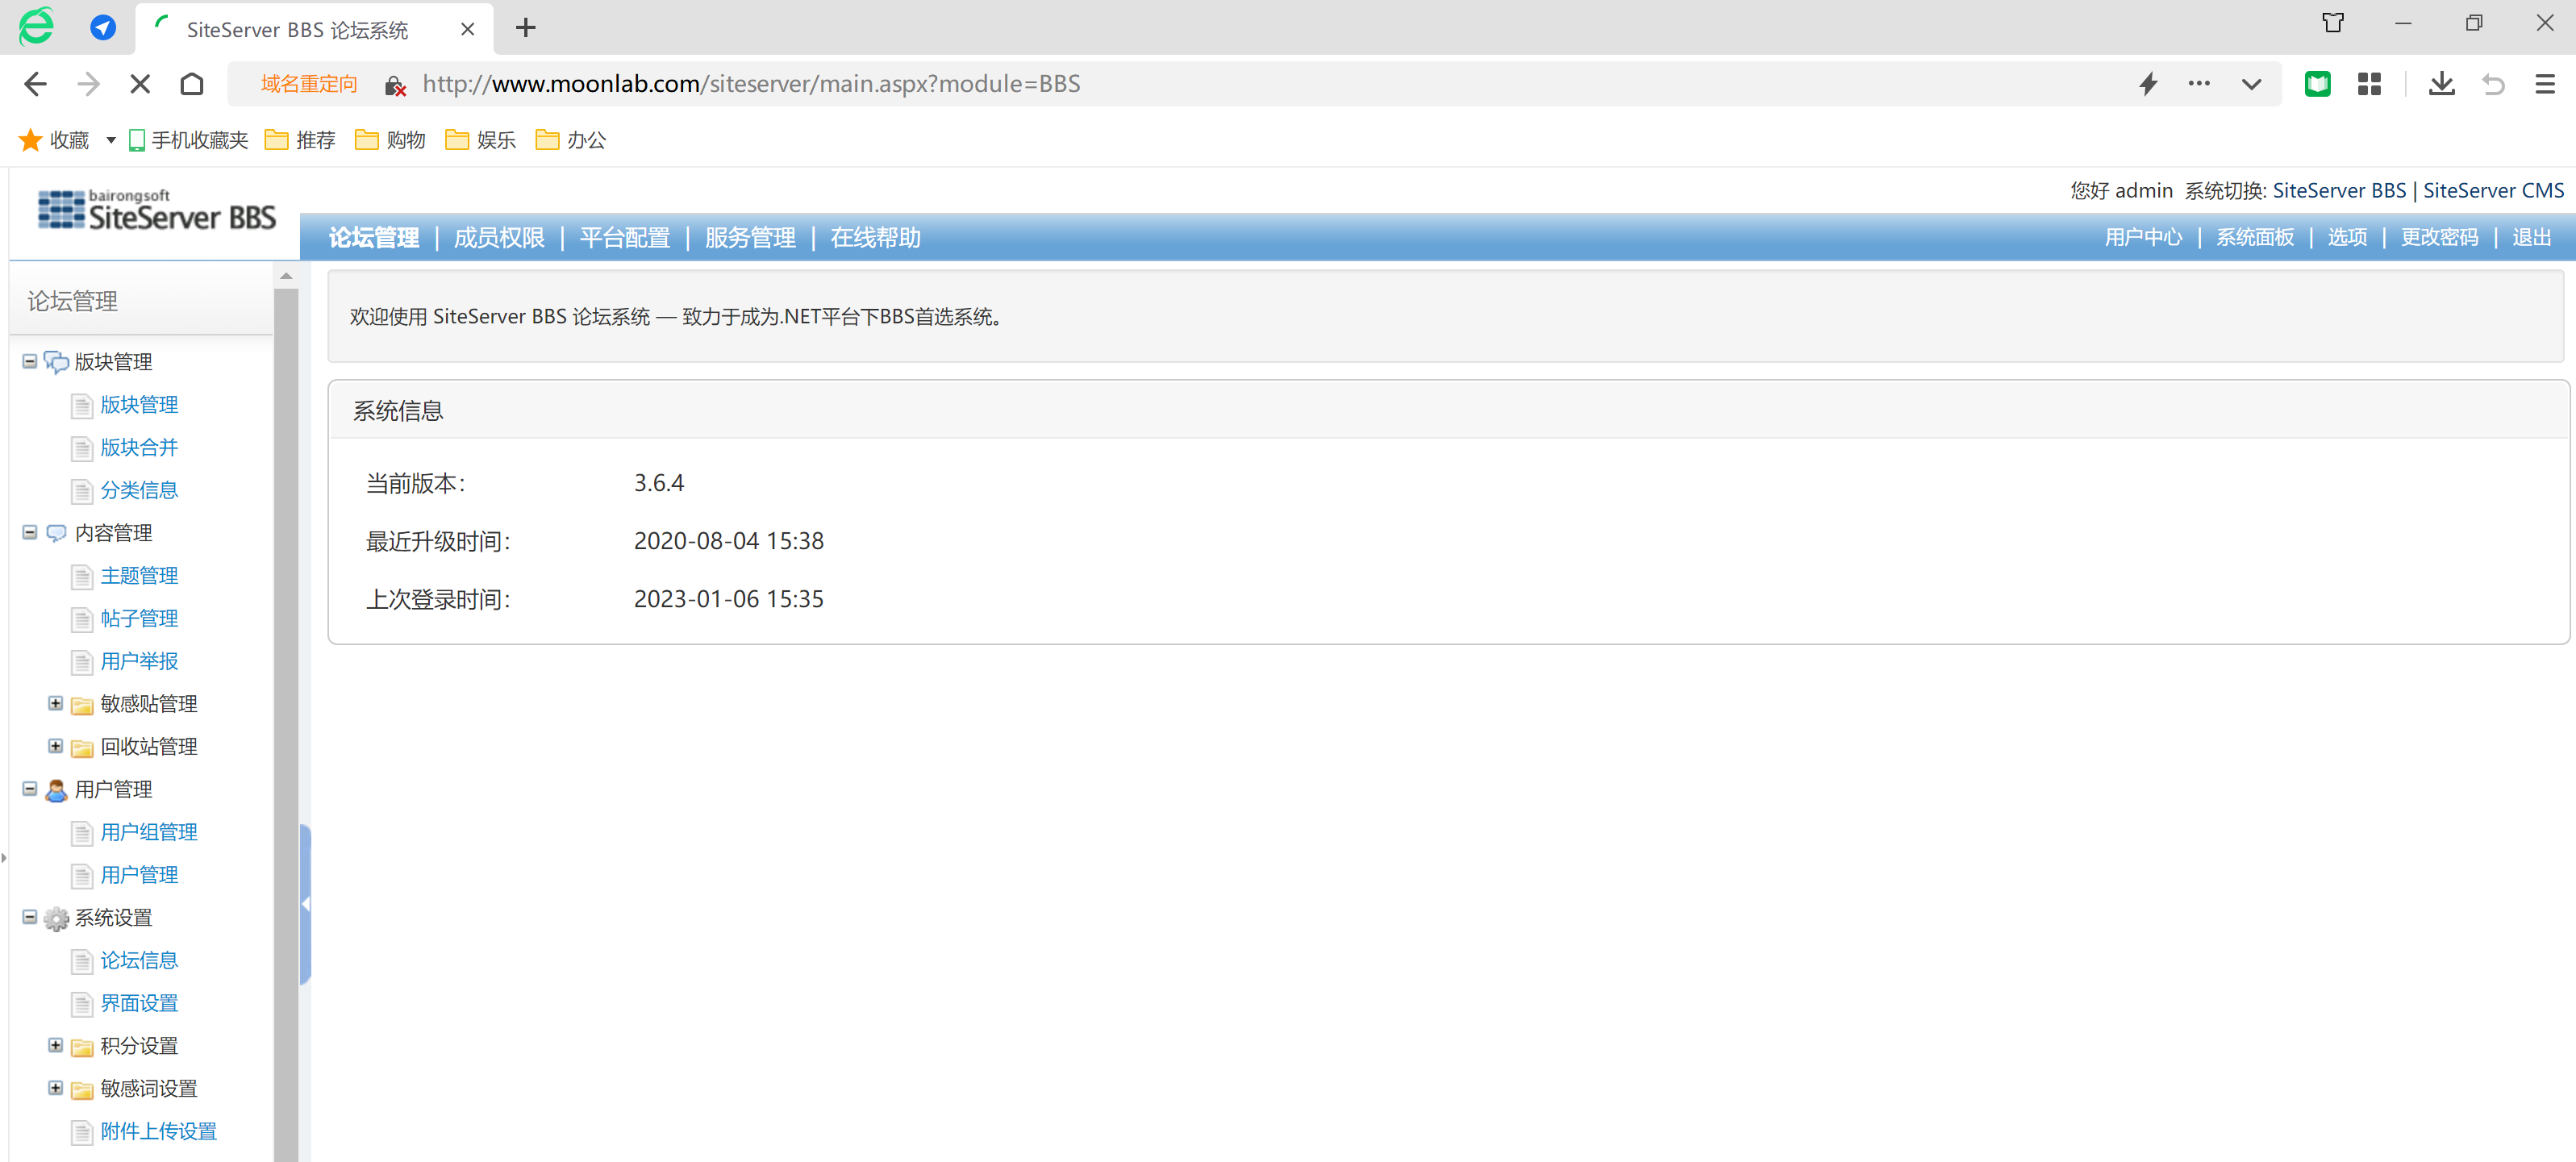 SiteServer BBS 论坛系统
域名重定向 http://www.moonlab.com/siteserver/main.aspx?module=BBS
收藏 手机收藏夹 推荐 购物 娱乐 办公
bairongsoft
SiteServer BBS
您好 admin 系统切换: SiteServer BBS | SiteServer CMS
论坛管理 | 成员权限 | 平台配置 | 服务管理 | 在线帮助
用户中心 | 系统面板 | 选项 | 更改密码 | 退出
论坛管理
版块管理
版块管理
版块合并
分类信息
内容管理
主题管理
帖子管理
用户举报
敏感贴管理
回收站管理
用户管理
用户组管理
用户管理
系统设置
论坛信息
界面设置
积分设置
敏感词设置
附件上传设置
欢迎使用 SiteServer BBS 论坛系统 — 致力于成为.NET平台下BBS首选系统。
系统信息
当前版本： 3.6.4
最近升级时间： 2020-08-04 15:38
上次登录时间： 2023-01-06 15:35